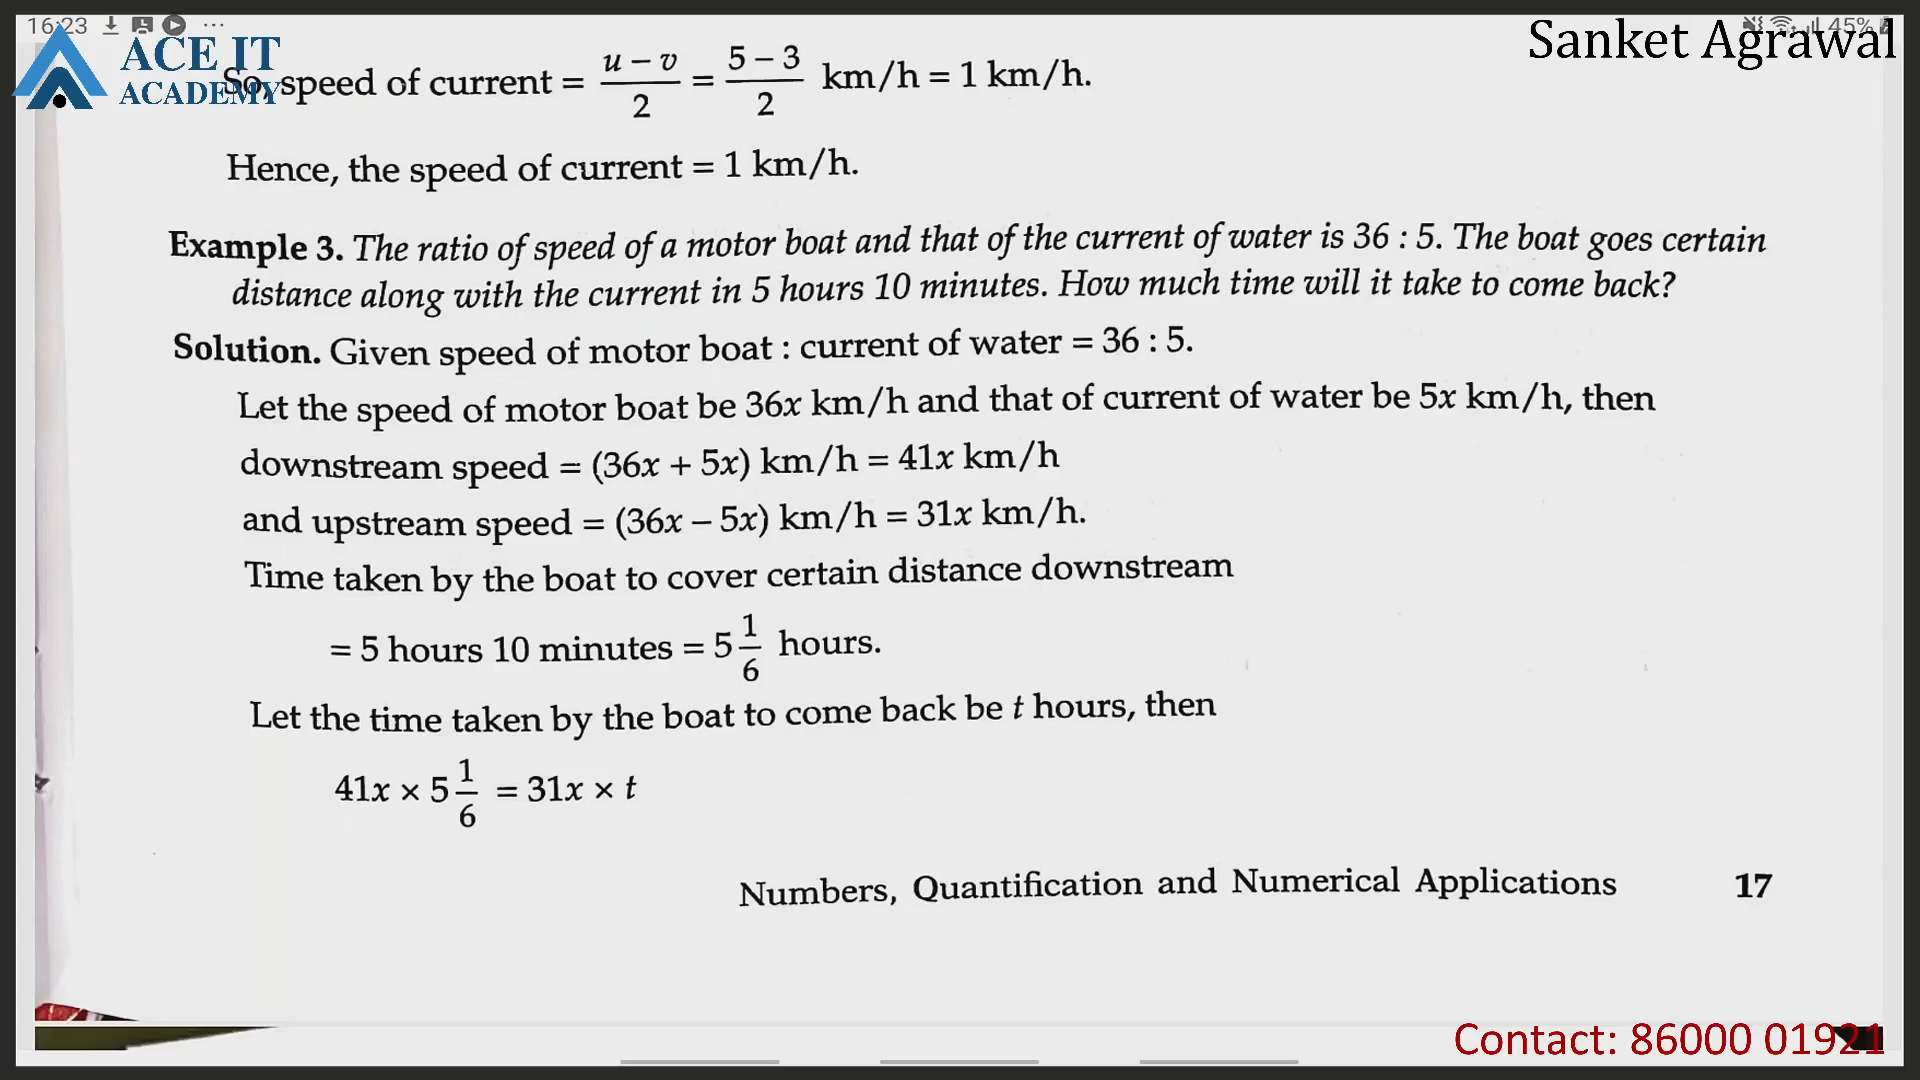 16:23 45%
Sanket Agrawal
ACE IT
ACADEMY
So, speed of current = u − v / 2 = 5 − 3 / 2 km/h = 1 km/h.
Hence, the speed of current = 1 km/h.
Example 3. The ratio of speed of a motor boat and that of the current of water is 36 : 5. The boat goes certain
distance along with the current in 5 hours 10 minutes. How much time will it take to come back?
Solution. Given speed of motor boat : current of water = 36 : 5.
Let the speed of motor boat be 36x km/h and that of current of water be 5x km/h, then
downstream speed = (36x + 5x) km/h = 41x km/h
and upstream speed = (36x − 5x) km/h = 31x km/h.
Time taken by the boat to cover certain distance downstream
= 5 hours 10 minutes = 5 1/6 hours.
Let the time taken by the boat to come back be t hours, then
41x × 5 1/6 = 31x × t
Numbers, Quantification and Numerical Applications 17
Contact: 86000 01921